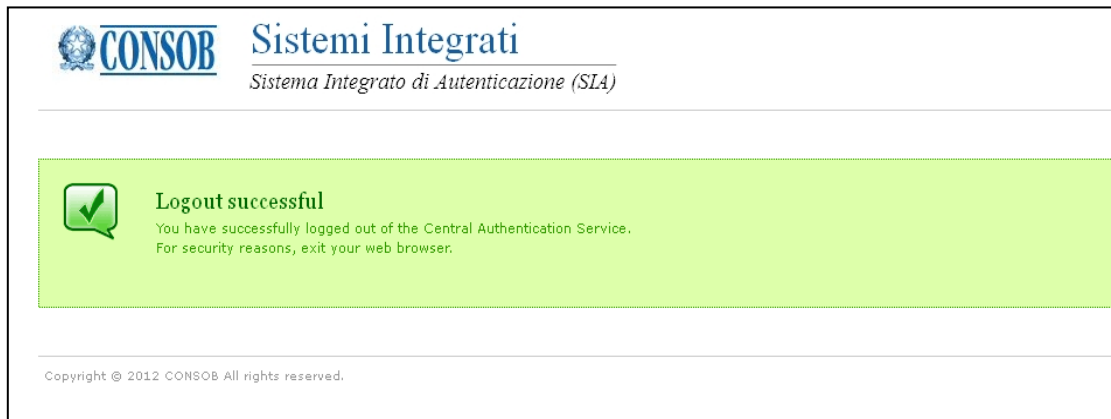 CONSOB
Sistemi Integrati
Sistema Integrato di Autenticazione (SIA)
Logout successful
You have successfully logged out of the Central Authentication Service.
For security reasons, exit your web browser.
Copyright © 2012 CONSOB All rights reserved.